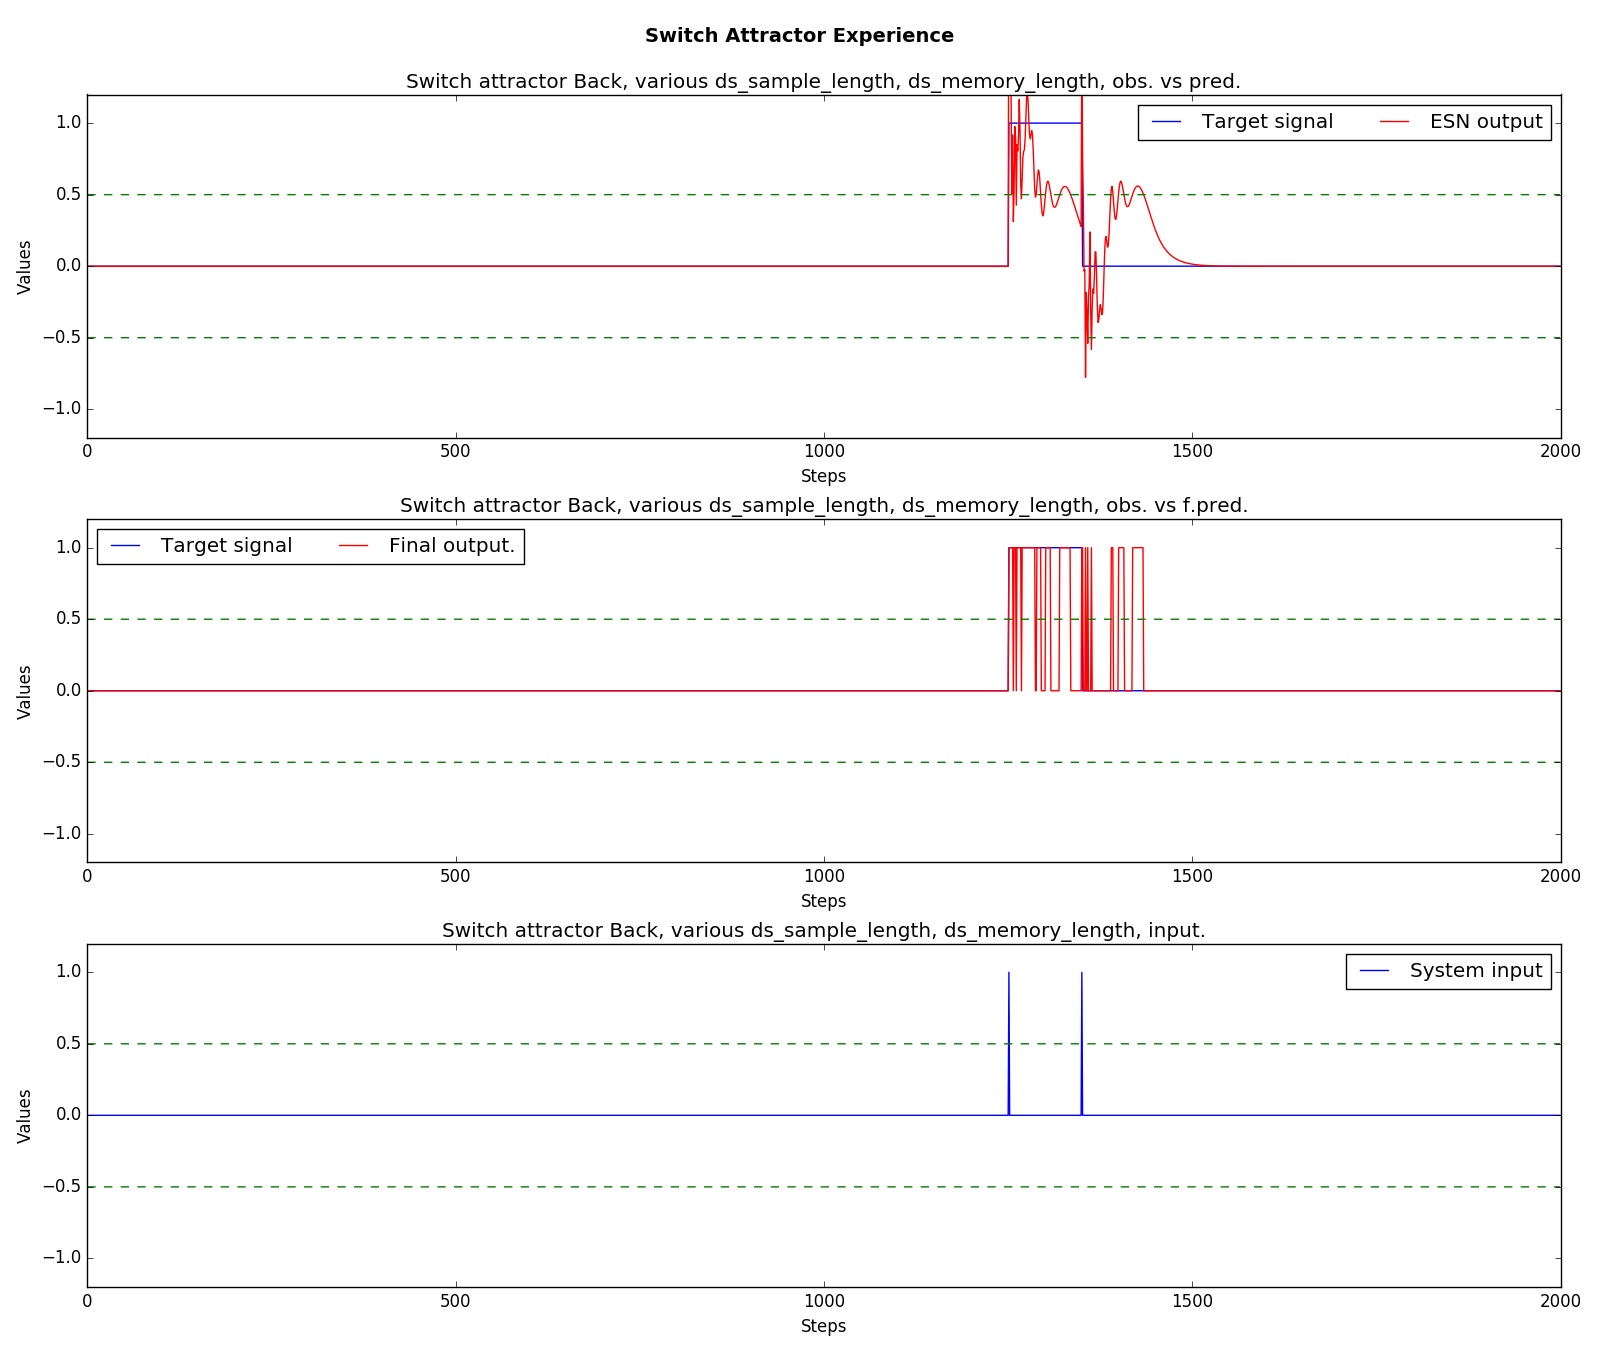 Switch Attractor Experience
Switch attractor Back, various ds_sample_length, ds_memory_length, obs. vs pred.
Target signal ESN output
1.0
0.5
0.0
−0.5
−1.0
Values
0 500 1000 1500 2000
Steps
Switch attractor Back, various ds_sample_length, ds_memory_length, obs. vs f.pred.
Target signal Final output.
1.0
0.5
0.0
−0.5
−1.0
Values
0 500 1000 1500 2000
Steps
Switch attractor Back, various ds_sample_length, ds_memory_length, input.
System input
1.0
0.5
0.0
−0.5
−1.0
Values
0 500 1000 1500 2000
Steps